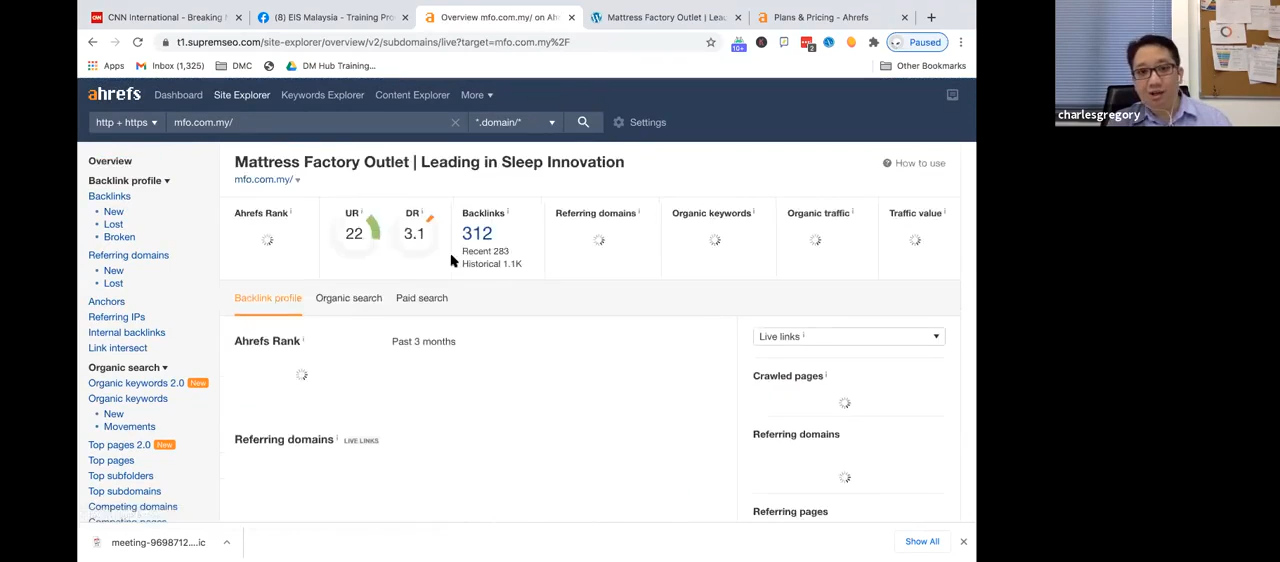 CNN International - Breaking N
(8) EIS Malaysia - Training Pro
Overview mfo.com.my/ on Ah
Mattress Factory Outlet | Lead
Plans & Pricing - Ahrefs
t1.supremseo.com/site-explorer/overview/v2/subdomains/live?target=mfo.com.my%2F
10+
2
Paused
Apps
Inbox (1,325)
DMC
DM Hub Training...
Other Bookmarks
charlesgregory
ahrefs
Dashboard
Site Explorer
Keywords Explorer
Content Explorer
More
http + https
mfo.com.my/
*.domain/*
Settings
Overview
Backlink profile
Backlinks
New
Lost
Broken
Referring domains
New
Lost
Anchors
Referring IPs
Internal backlinks
Link intersect
Organic search
Organic keywords 2.0 New
Organic keywords
New
Movements
Top pages 2.0 New
Top pages
Top subfolders
Top subdomains
Competing domains
Competing pages
Mattress Factory Outlet | Leading in Sleep Innovation
How to use
mfo.com.my/
Ahrefs Rank
UR
22
DR
3.1
Backlinks
312
Recent 283
Historical 1.1K
Referring domains
Organic keywords
Organic traffic
Traffic value
Backlink profile
Organic search
Paid search
Ahrefs Rank
Past 3 months
Referring domains LIVE LINKS
Live links
Crawled pages
Referring domains
Referring pages
meeting-9698712....ic
Show All